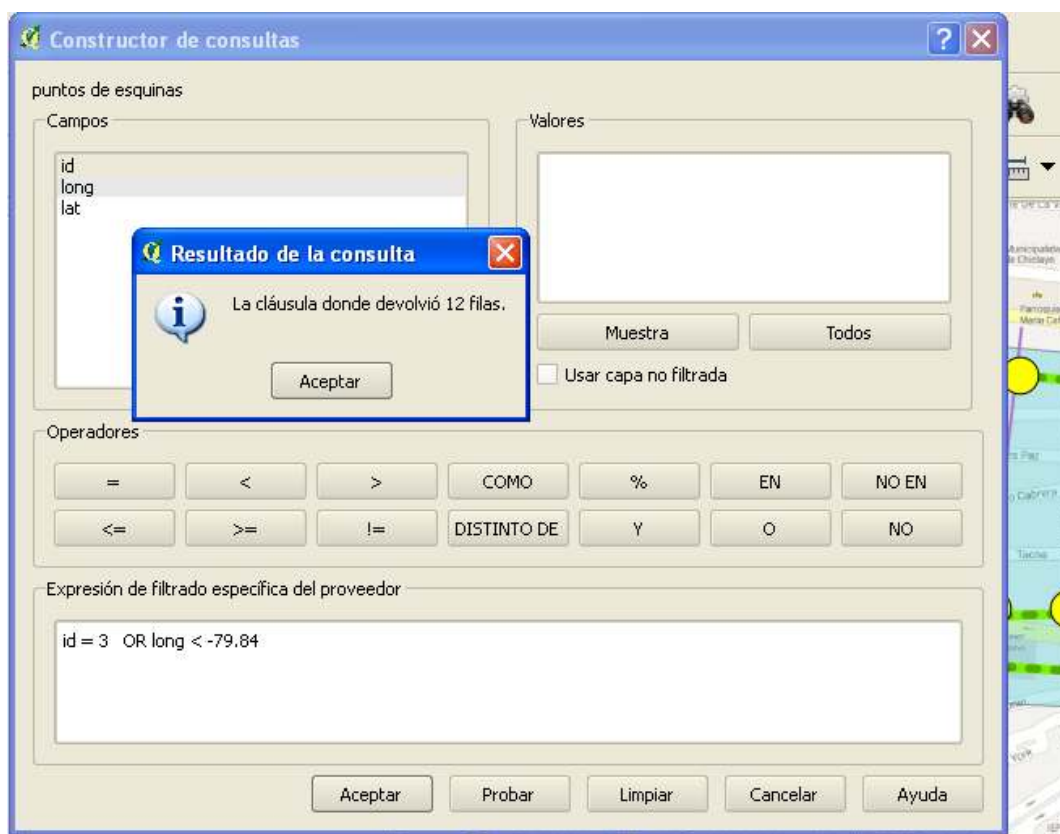 Constructor de consultas
puntos de esquinas
Campos
Valores
id
long
lat
Resultado de la consulta
La cláusula donde devolvió 12 filas.
Aceptar
Muestra
Todos
Usar capa no filtrada
Operadores
=
<
>
COMO
%
EN
NO EN
<=
>=
!=
DISTINTO DE
Y
O
NO
Expresión de filtrado específica del proveedor
id = 3 OR long < -79.84
Aceptar
Probar
Limpiar
Cancelar
Ayuda
Tacna
York